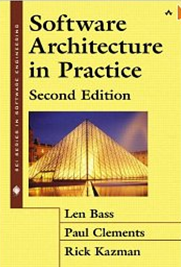 Software
Architecture
in Practice
Second Edition
SEI SERIES IN SOFTWARE ENGINEERING
Len Bass
Paul Clements
Rick Kazman